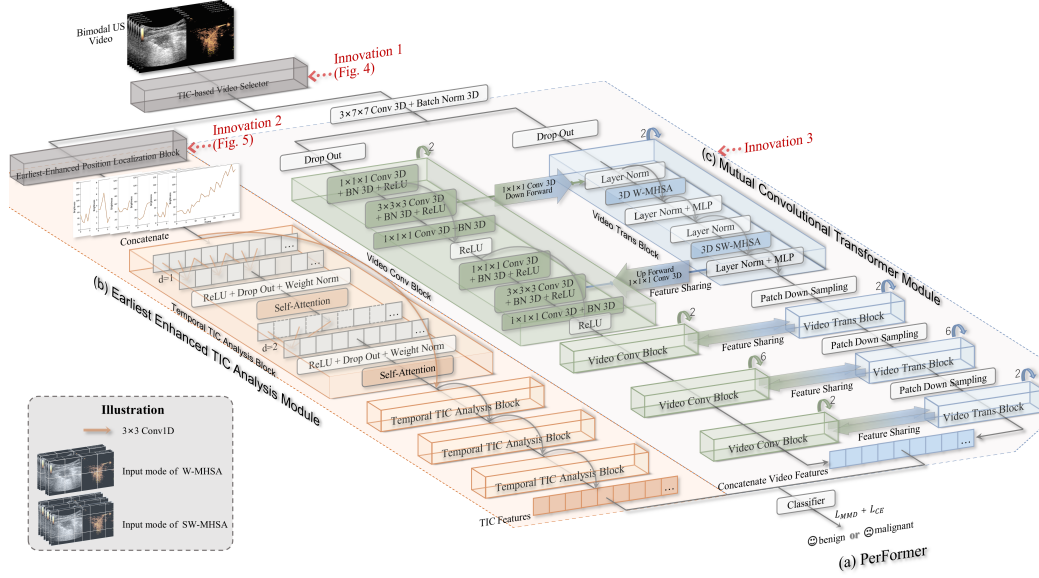 Bimodal US
Video
Innovation 1
(Fig. 4)
TIC-based Video Selector
3×7×7 Conv 3D + Batch Norm 3D
Innovation 2
(Fig. 5)
Earliest-Enhanced Position Localization Block
Drop Out
Drop Out
Innovation 3
(c) Mutual Convolutional Transformer Module
2
1×1×1 Conv 3D
+ BN 3D + ReLU
3×3×3 Conv 3D
+ BN 3D + ReLU
1×1×1 Conv 3D+BN 3D
ReLU
1×1×1 Conv 3D
+ BN 3D + ReLU
3×3×3 Conv 3D
+ BN 3D + ReLU
1×1×1 Conv 3D + BN 3D
ReLU
Video Conv Block
1×1×1 Conv 3D
Down Forward
Up Forward
1×1×1 Conv 3D
Feature Sharing
2
Layer Norm
3D W-MHSA
Layer Norm + MLP
Layer Norm
3D SW-MHSA
Layer Norm + MLP
Video Trans Block
Concatenate
d=1
...
ReLU + Drop Out + Weight Norm
Self-Attention
d=2
...
ReLU + Drop Out + Weight Norm
Self-Attention
Temporal TIC Analysis Block
(b) Earliest Enhanced TIC Analysis Module
Patch Down Sampling
2
Video Conv Block
Feature Sharing
2
Video Trans Block
Patch Down Sampling
6
Video Conv Block
Feature Sharing
6
Video Trans Block
Patch Down Sampling
2
Video Conv Block
Feature Sharing
2
Video Trans Block
Temporal TIC Analysis Block
Temporal TIC Analysis Block
Temporal TIC Analysis Block
TIC Features
...
Concatenate Video Features
...
Classifier
L_MMD + L_CE
benign or malignant
(a) PerFormer
Illustration
3×3 Conv1D
Input mode of W-MHSA
Input mode of SW-MHSA